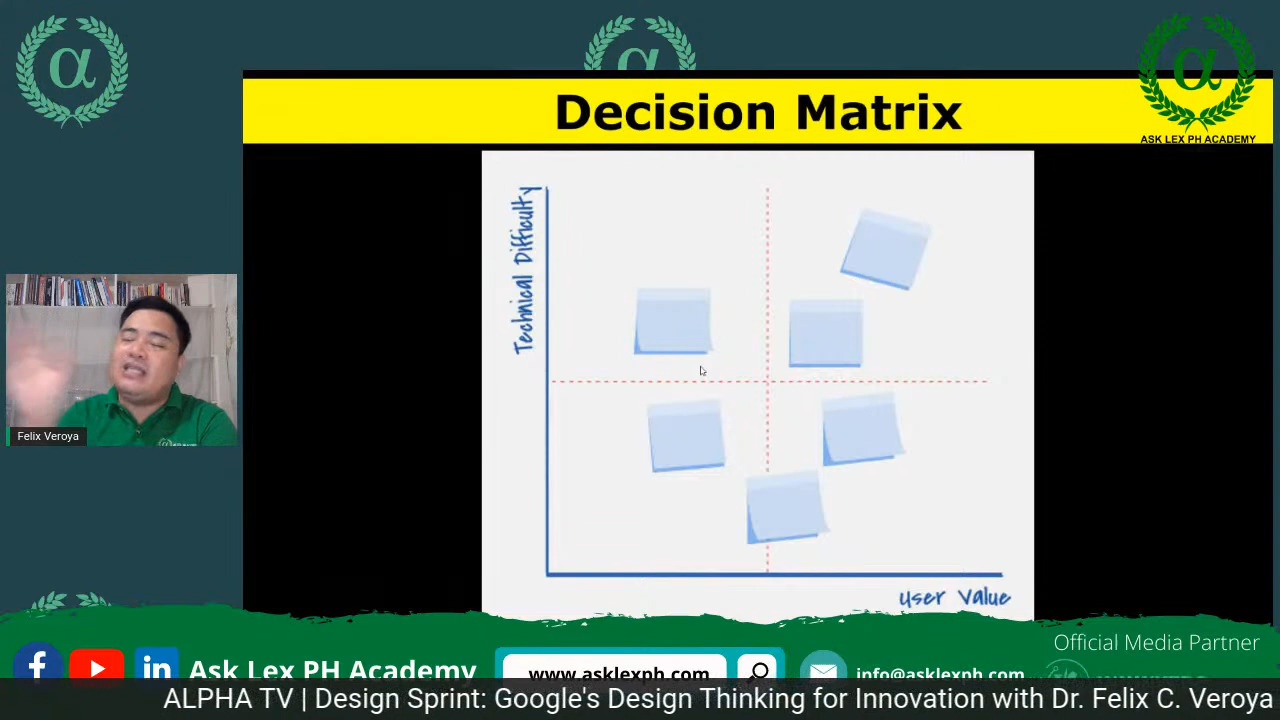 α
α
α
ASK LEX PH ACADEMY
Decision Matrix
Technical Difficulty
User Value
Felix Veroya
Official Media Partner
f
in
Ask Lex PH Academy
www.asklexph.com
info@asklexph.com
ALPHA TV | Design Sprint: Google's Design Thinking for Innovation with Dr. Felix C. Veroya